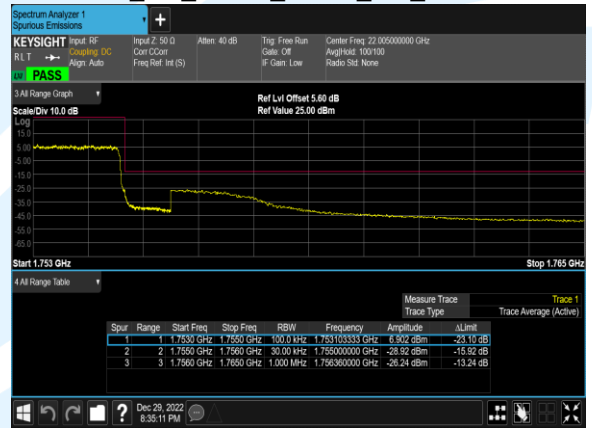 Spectrum Analyzer 1
Spurious Emissions
+
KEYSIGHT Input: RF Input Z: 50 Ω Atten: 40 dB Trig: Free Run Center Freq: 22.005000000 GHz
RLT Coupling: DC Corr CCorr Gate: Off Avg|Hold: 100/100
Align: Auto Freq Ref: Int (S) IF Gain: Low Radio Std: None
LM PASS
3 All Range Graph
Ref Lvl Offset 5.60 dB
Scale/Div 10.0 dB Ref Value 25.00 dBm
Log
15.0
5.00
-5.00
-15.0
-25.0
-35.0
-45.0
-55.0
-65.0
Start 1.753 GHz Stop 1.765 GHz
4 All Range Table
Measure Trace Trace 1
Trace Type Trace Average (Active)
Spur Range Start Freq Stop Freq RBW Frequency Amplitude ΔLimit
1 1 1.7530 GHz 1.7550 GHz 100.0 kHz 1.753103333 GHz 6.902 dBm -23.10 dB
2 2 1.7550 GHz 1.7560 GHz 30.00 kHz 1.755000000 GHz -28.92 dBm -15.92 dB
3 3 1.7560 GHz 1.7650 GHz 1.000 MHz 1.756360000 GHz -26.24 dBm -13.24 dB
? Dec 29, 2022
8:35:11 PM